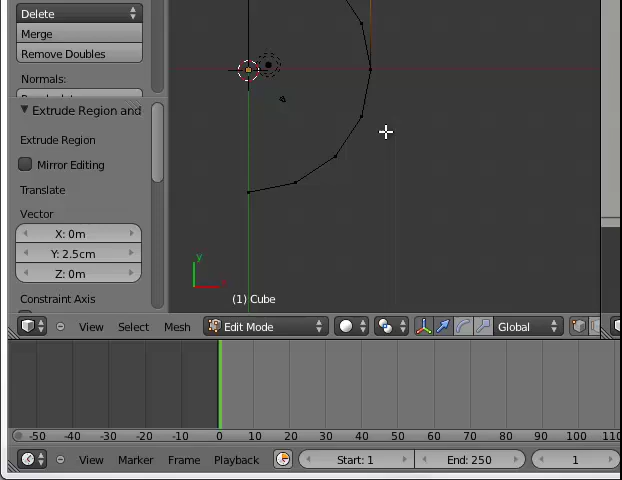 Delete
Merge
Remove Doubles
Normals:
Extrude Region and
Extrude Region
Mirror Editing
Translate
Vector
X: 0m
Y: 2.5cm
Z: 0m
Constraint Axis
y
(1) Cube
View Select Mesh Edit Mode Global
-50 -40 -30 -20 -10 0 10 20 30 40 50 60 70 80 90 100 110
View Marker Frame Playback Start: 1 End: 250 1